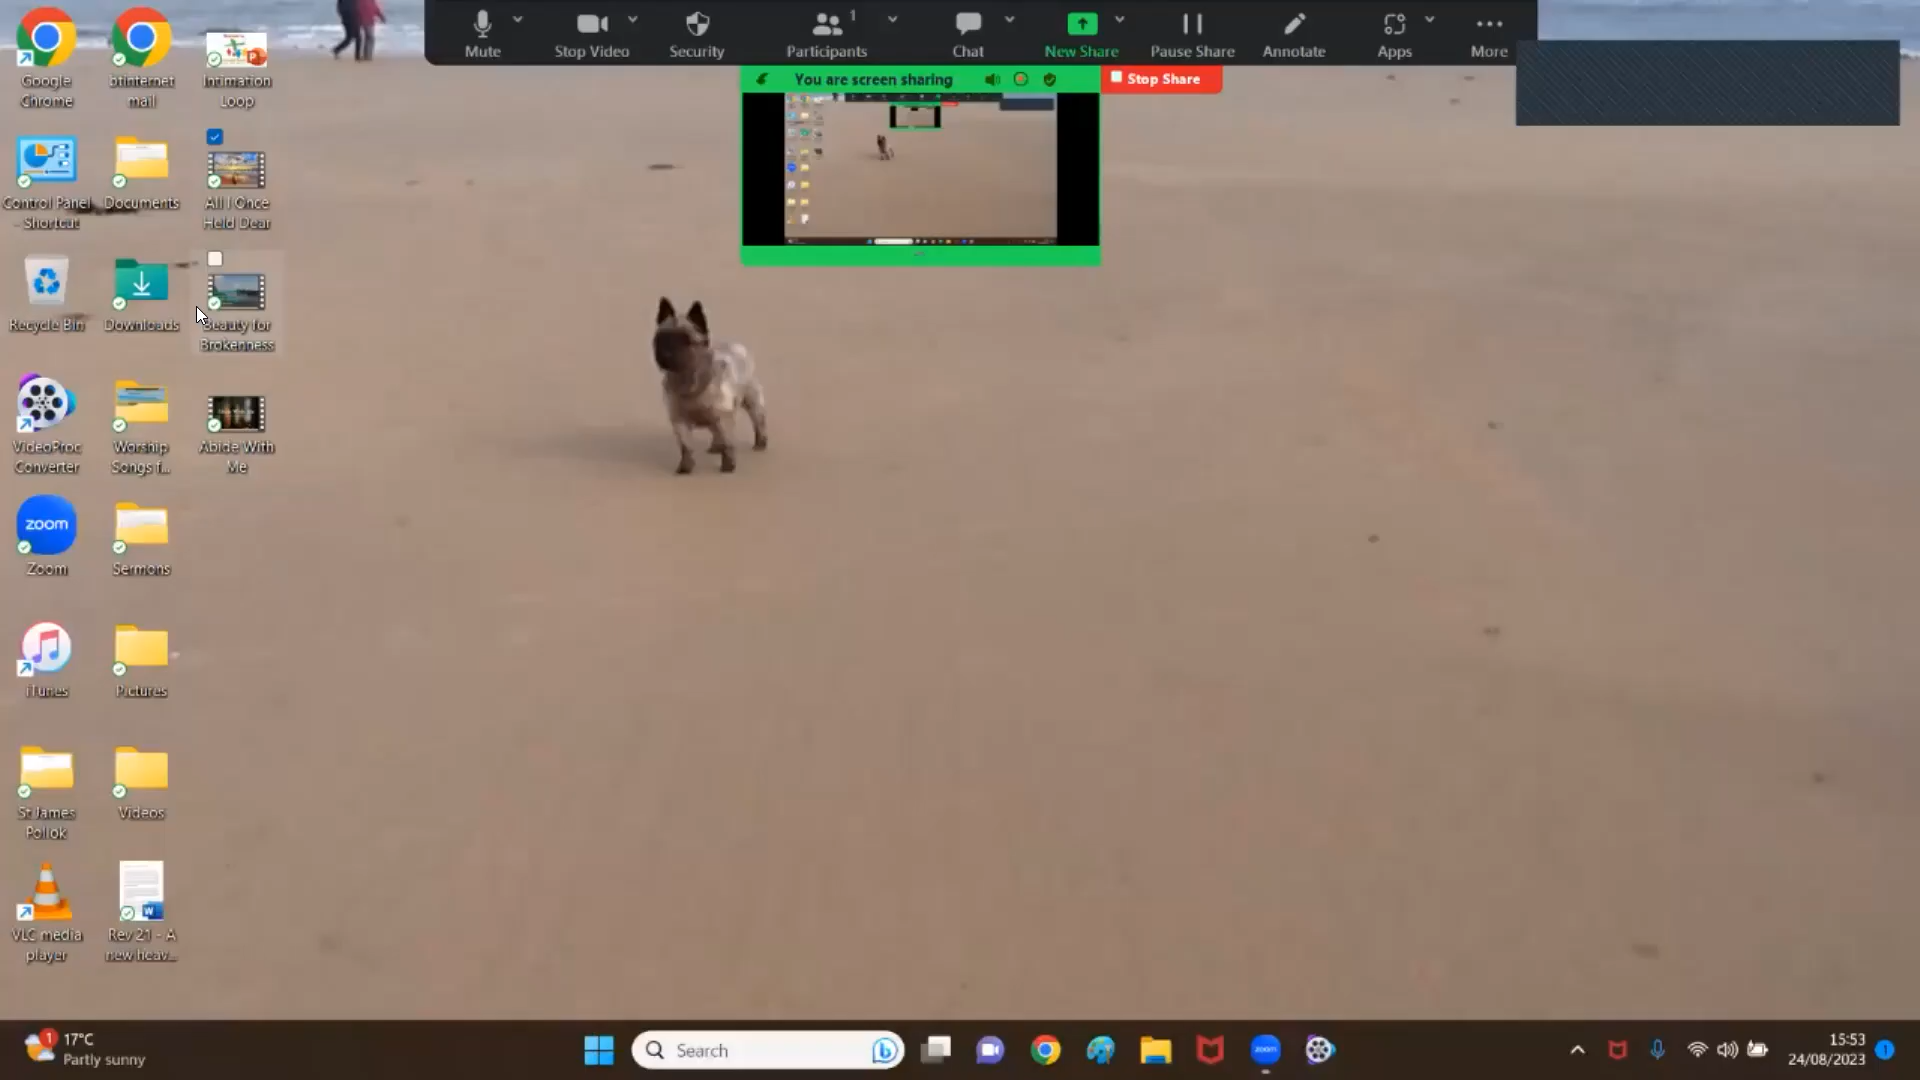 Mute
Stop Video
Security
Participants
1
Chat
New Share
Pause Share
Annotate
Apps
More
You are screen sharing
Stop Share
Google
Chrome
btinternet
mail
Intimation
Loop
Control Panel
- Shortcut
Documents
All I Once
Held Dear
Recycle Bin
Downloads
Beauty for
Brokenness
VideoProc
Converter
Worship
Songs f...
Abide With
Me
zoom
Zoom
Sermons
iTunes
Pictures
St James
Pollok
Videos
VLC media
player
Rev 21 - A
new heav...
1
17°C
Partly sunny
Search
zoom
15:53
24/08/2023
1